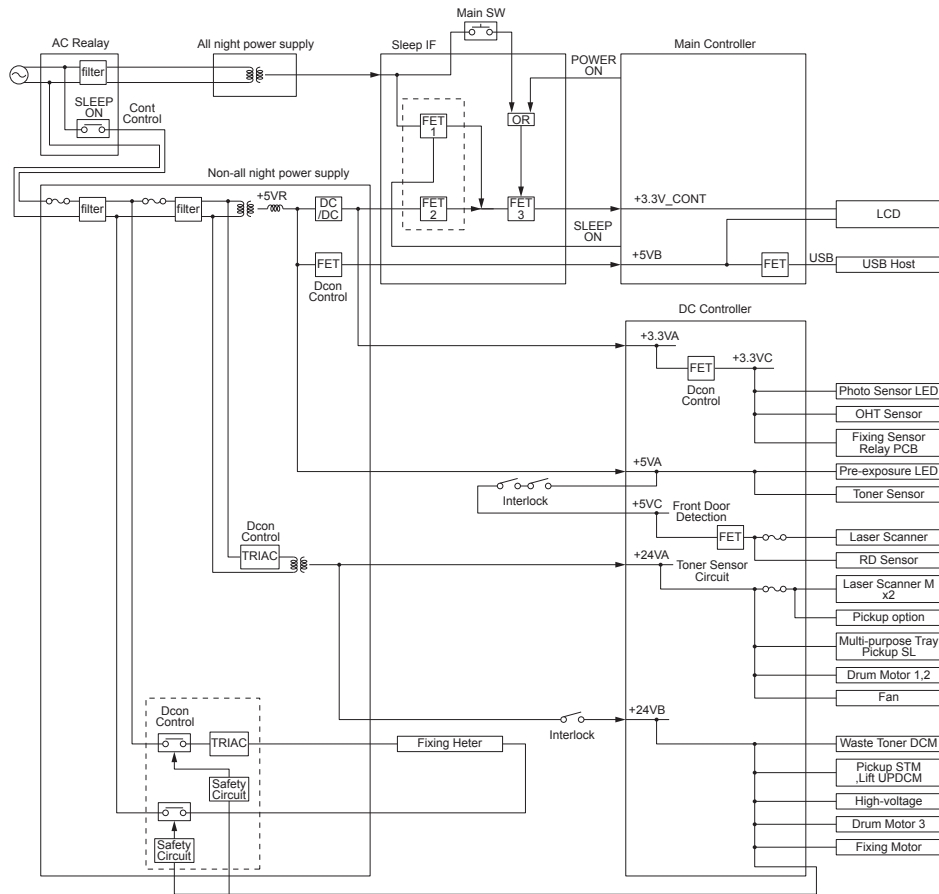 Main SW
AC Realay
All night power supply
Sleep IF
Main Controller
POWER
ON
filter
SLEEP
ON
Cont
Control
FET
1
OR
Non-all night power supply
+5VR
filter
filter
DC
/DC
FET
2
FET
3
+3.3V_CONT
LCD
SLEEP
ON
FET
Dcon
Control
+5VB
FET
USB
USB Host
DC Controller
+3.3VA
FET
Dcon
Control
+3.3VC
Photo Sensor LED
OHT Sensor
Fixing Sensor
Relay PCB
+5VA
Pre-exposure LED
Interlock
Toner Sensor
+5VC
Front Door
Detection
FET
Laser Scanner
Dcon
Control
TRIAC
+24VA
Toner Sensor
Circuit
RD Sensor
Laser Scanner M
x2
Pickup option
Multi-purpose Tray
Pickup SL
Drum Motor 1,2
Fan
+24VB
Interlock
Dcon
Control
TRIAC
Fixing Heter
Safety
Circuit
Safety
Circuit
Waste Toner DCM
Pickup STM
,Lift UPDCM
High-voltage
Drum Motor 3
Fixing Motor